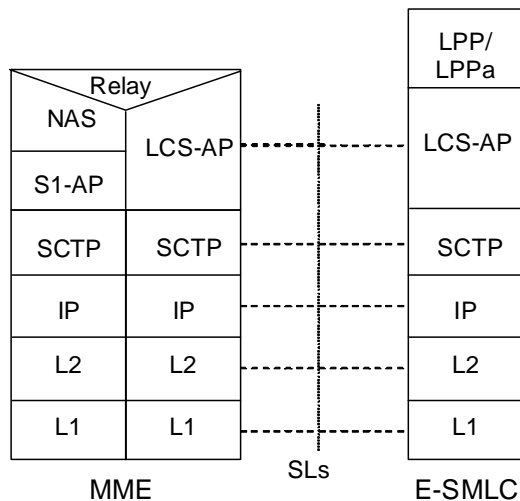 LPP/
LPPa
Relay
NAS
LCS-AP
LCS-AP
S1-AP
SCTP
SCTP
SCTP
IP
IP
IP
L2
L2
L2
L1
L1
L1
SLs
MME
E-SMLC